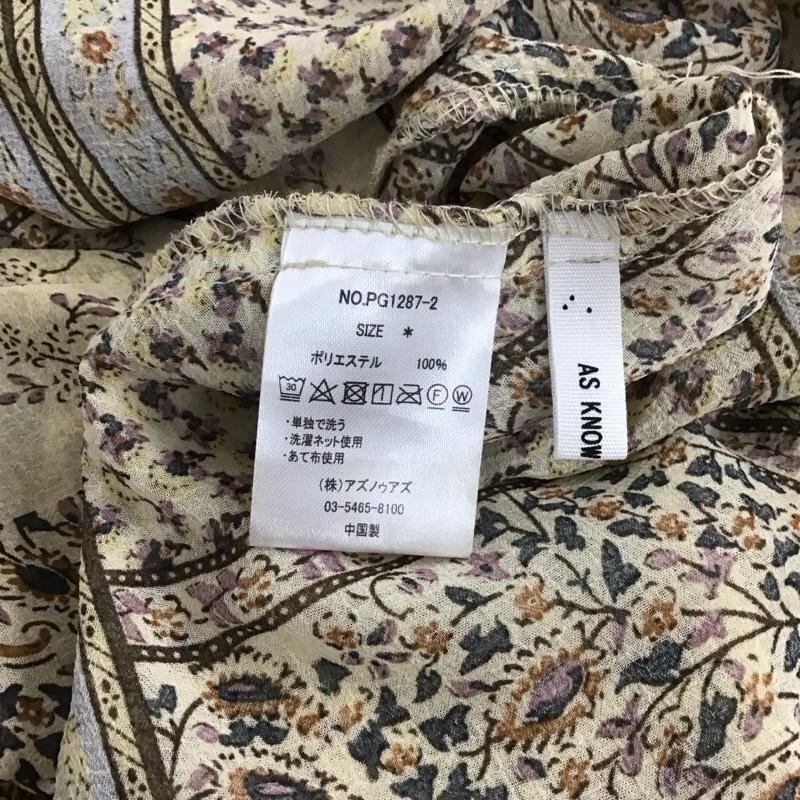 NO.PG1287-2
SIZE *
ポリエステル 100%
30 F W
・単独で洗う
・洗濯ネット使用
・あて布使用
(株)アズノゥアズ
03-5465-8100
中国製
AS KNOW